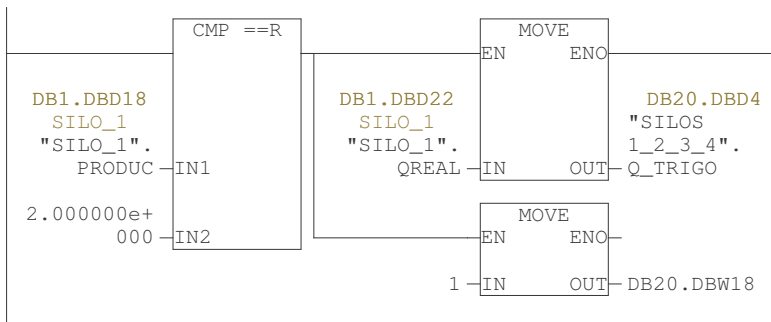 CMP ==R
MOVE
EN ENO
DB1.DBD18 DB1.DBD22 DB20.DBD4
SILO_1 SILO_1 "SILOS
"SILO_1". "SILO_1". 1_2_3_4".
PRODUC IN1 QREAL IN OUT Q_TRIGO
2.000000e+ MOVE
000 IN2 EN ENO
1 IN OUT DB20.DBW18